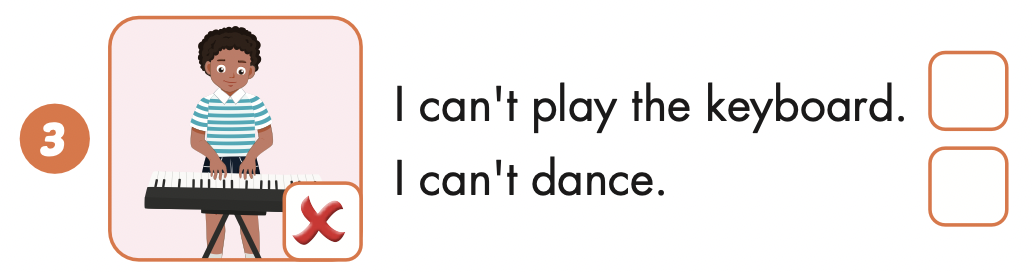 3
I can't play the keyboard.
I can't dance.